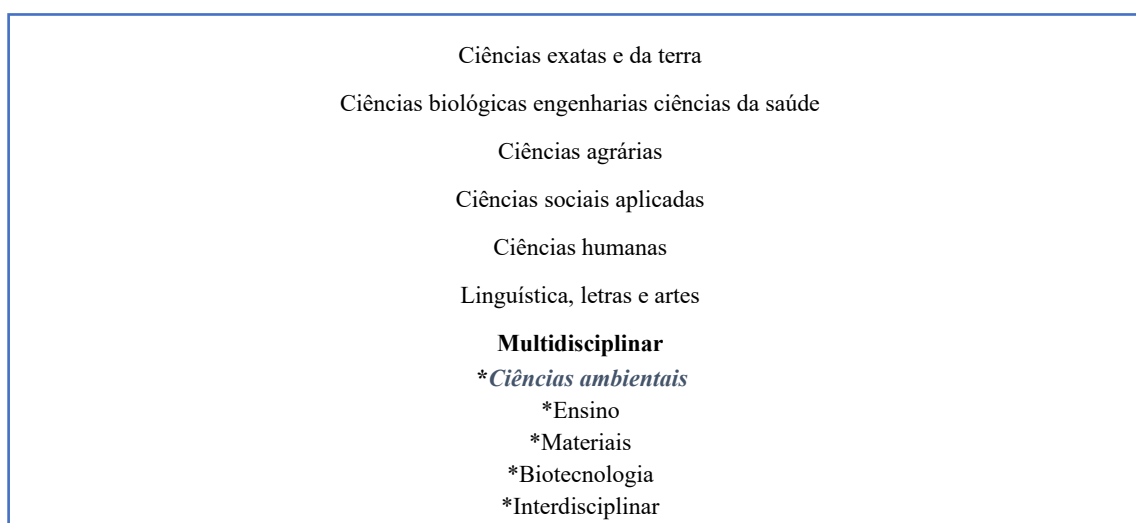 Ciências exatas e da terra
Ciências biológicas engenharias ciências da saúde
Ciências agrárias
Ciências sociais aplicadas
Ciências humanas
Linguística, letras e artes
Multidisciplinar
*Ciências ambientais
*Ensino
*Materiais
*Biotecnologia
*Interdisciplinar